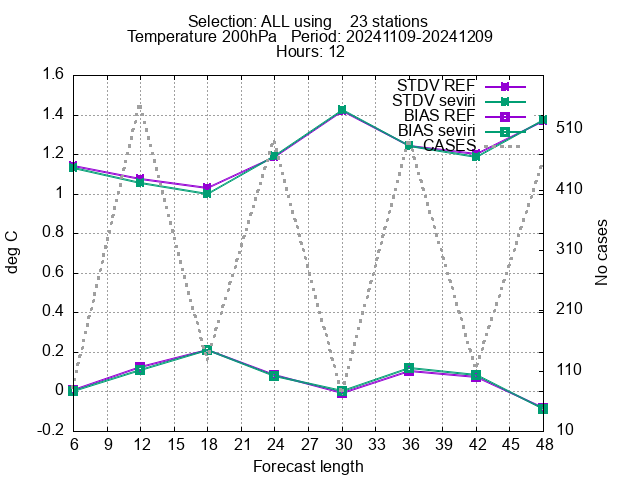 Selection: ALL using    23 stations
Temperature 200hPa   Period: 20241109-20241209
Hours: 12
STDV REF
STDV seviri
BIAS REF
BIAS seviri
CASES
1.6
1.4
1.2
1
0.8
0.6
0.4
0.2
0
-0.2
deg C
510
410
310
210
110
10
No cases
6 12 18 24 27 30 33 36 39 42 45 48
Forecast length